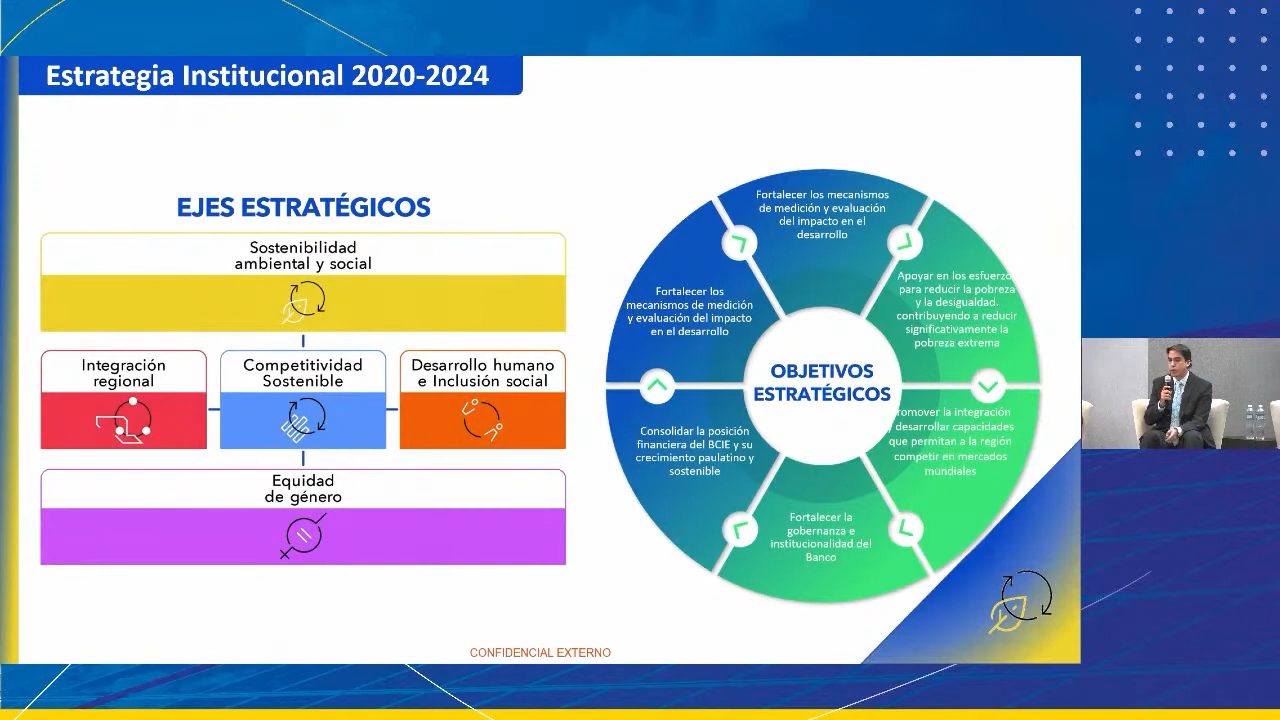 Estrategia Institucional 2020-2024
EJES ESTRATÉGICOS
Sostenibilidad
ambiental y social
Integración
regional
Competitividad
Sostenible
Desarrollo humano
e Inclusión social
Equidad
de género
Fortalecer los mecanismos
de medición y evaluación
del impacto en el
desarrollo
Apoyar en los esfuerzo
para reducir la pobreza
y la desigualdad.
contribuyendo a reducir
significativamente la
pobreza extrema
romover la integración
desarrollar capacidades
que permitan a la región
competir en mercados
mundiales
Fortalecer la
gobernanza e
institucionalidad del
Banco
Consolidar la posición
financiera del BCIE y su
crecimiento paulatino y
sostenible
Fortalecer los
mecanismos de medición
y evaluación del impacto
en el desarrollo
OBJETIVOS
ESTRATÉGICOS
CONFIDENCIAL EXTERNO